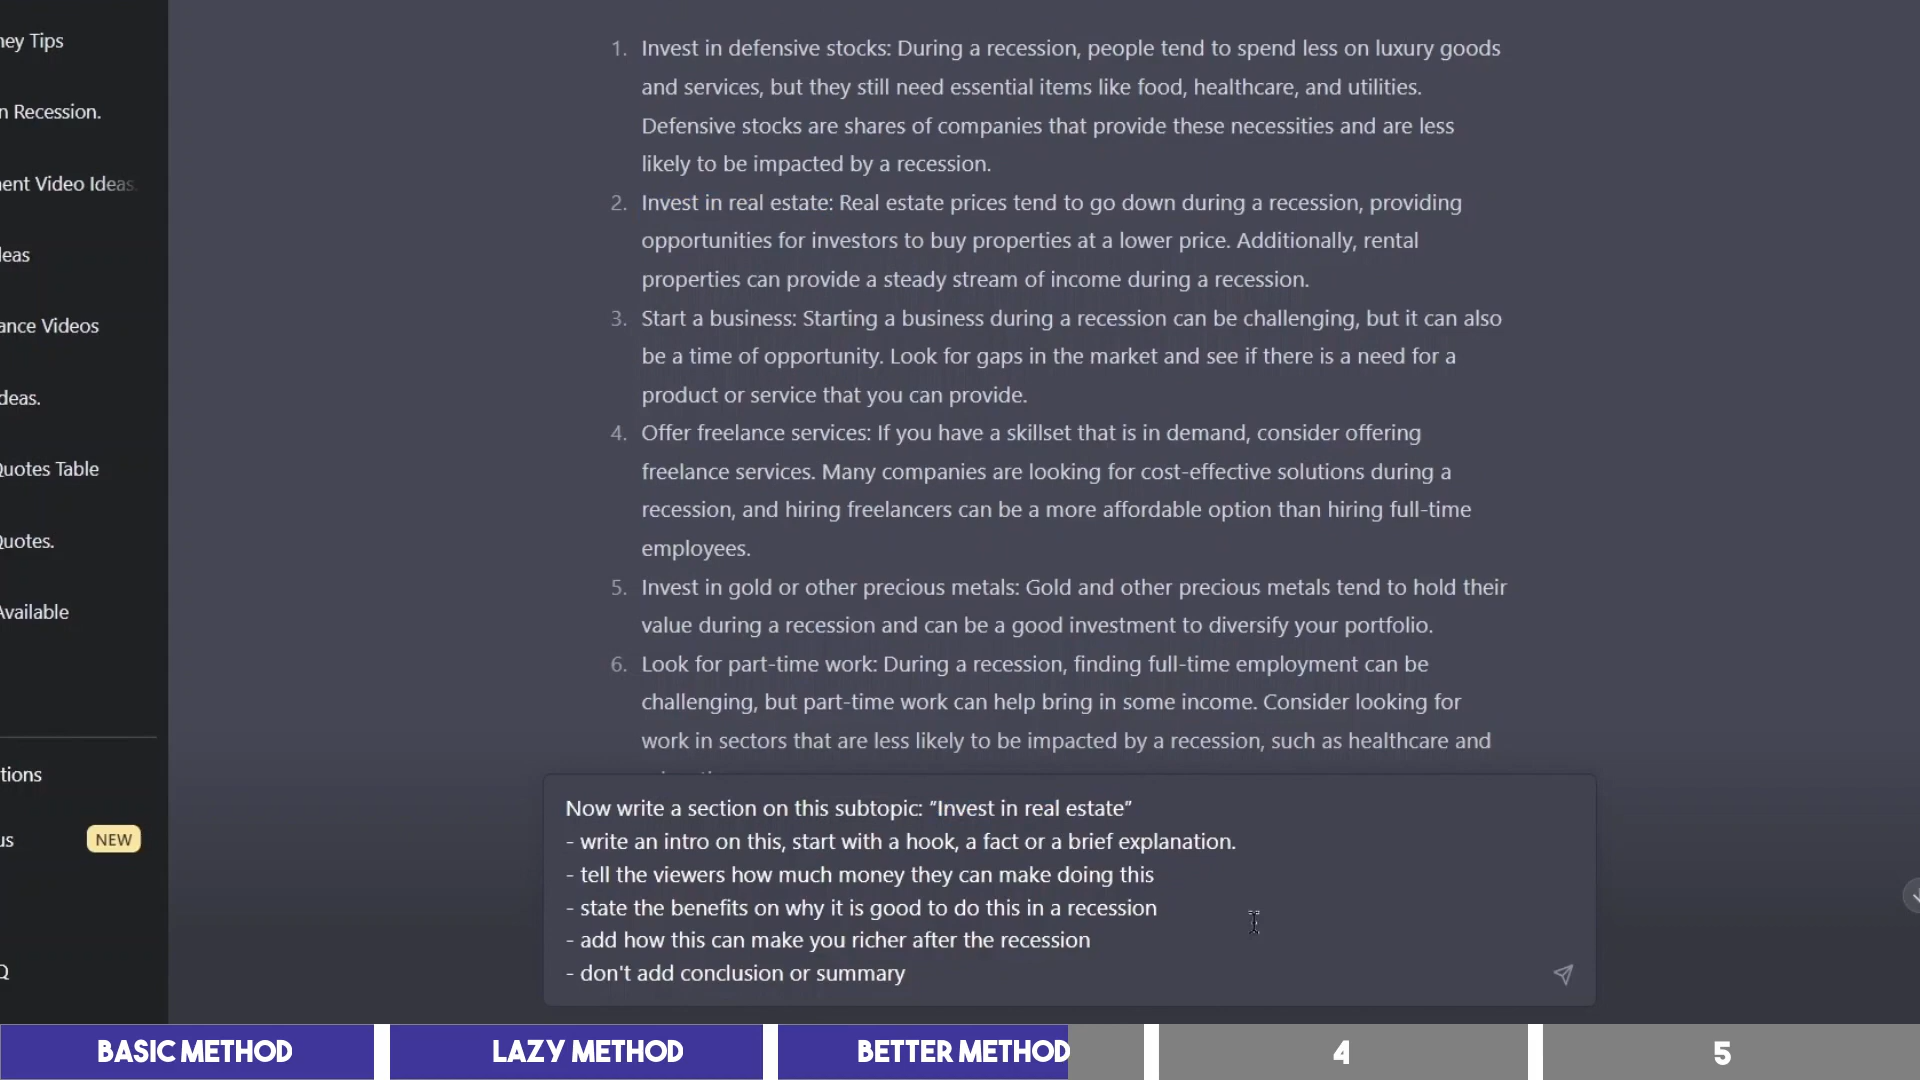 ney Tips
n Recession.
nent Video Ideas
leas
ance Videos
deas.
Quotes Table
Quotes.
Available
tions
us
NEW
Q
1. Invest in defensive stocks: During a recession, people tend to spend less on luxury goods
and services, but they still need essential items like food, healthcare, and utilities.
Defensive stocks are shares of companies that provide these necessities and are less
likely to be impacted by a recession.
2. Invest in real estate: Real estate prices tend to go down during a recession, providing
opportunities for investors to buy properties at a lower price. Additionally, rental
properties can provide a steady stream of income during a recession.
3. Start a business: Starting a business during a recession can be challenging, but it can also
be a time of opportunity. Look for gaps in the market and see if there is a need for a
product or service that you can provide.
4. Offer freelance services: If you have a skillset that is in demand, consider offering
freelance services. Many companies are looking for cost-effective solutions during a
recession, and hiring freelancers can be a more affordable option than hiring full-time
employees.
5. Invest in gold or other precious metals: Gold and other precious metals tend to hold their
value during a recession and can be a good investment to diversify your portfolio.
6. Look for part-time work: During a recession, finding full-time employment can be
challenging, but part-time work can help bring in some income. Consider looking for
work in sectors that are less likely to be impacted by a recession, such as healthcare and
Now write a section on this subtopic: “Invest in real estate”
- write an intro on this, start with a hook, a fact or a brief explanation.
- tell the viewers how much money they can make doing this
- state the benefits on why it is good to do this in a recession
- add how this can make you richer after the recession
- don't add conclusion or summary
BASIC METHOD
LAZY METHOD
BETTER METHOD
4
5